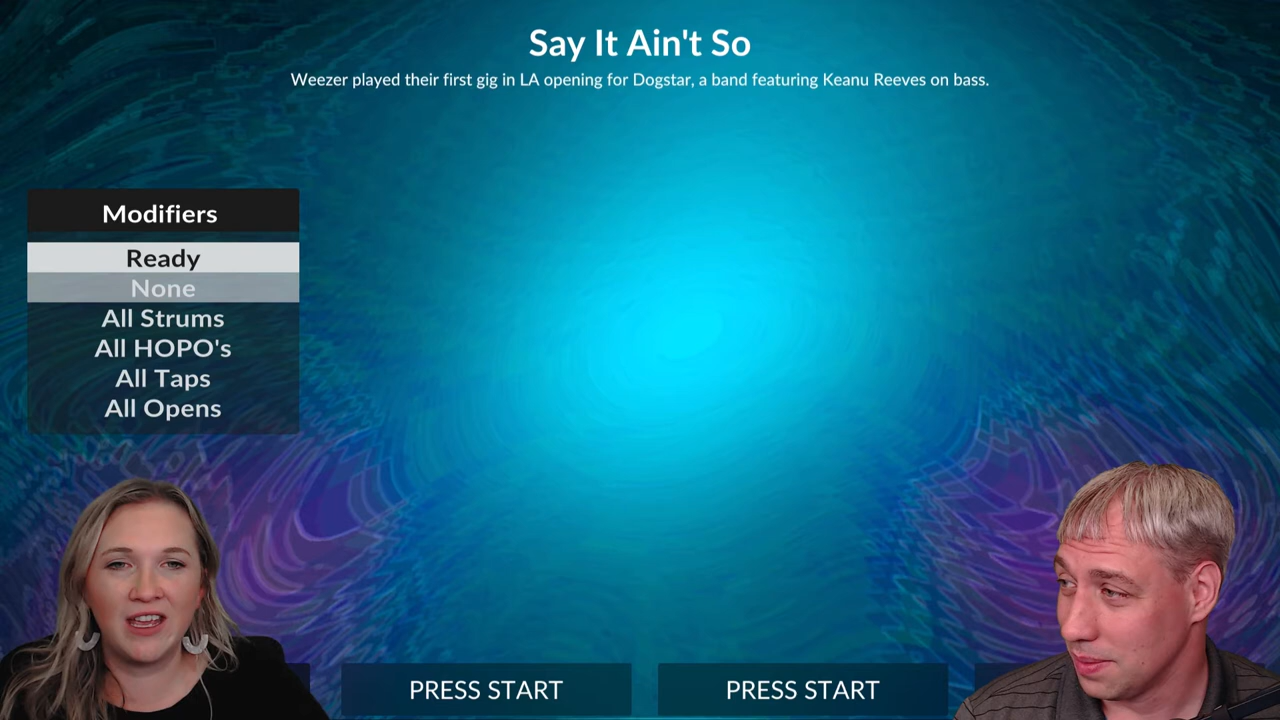 Say It Ain't So
Weezer played their first gig in LA opening for Dogstar, a band featuring Keanu Reeves on bass.
Modifiers
Ready
None
All Strums
All HOPO's
All Taps
All Opens
PRESS START
PRESS START